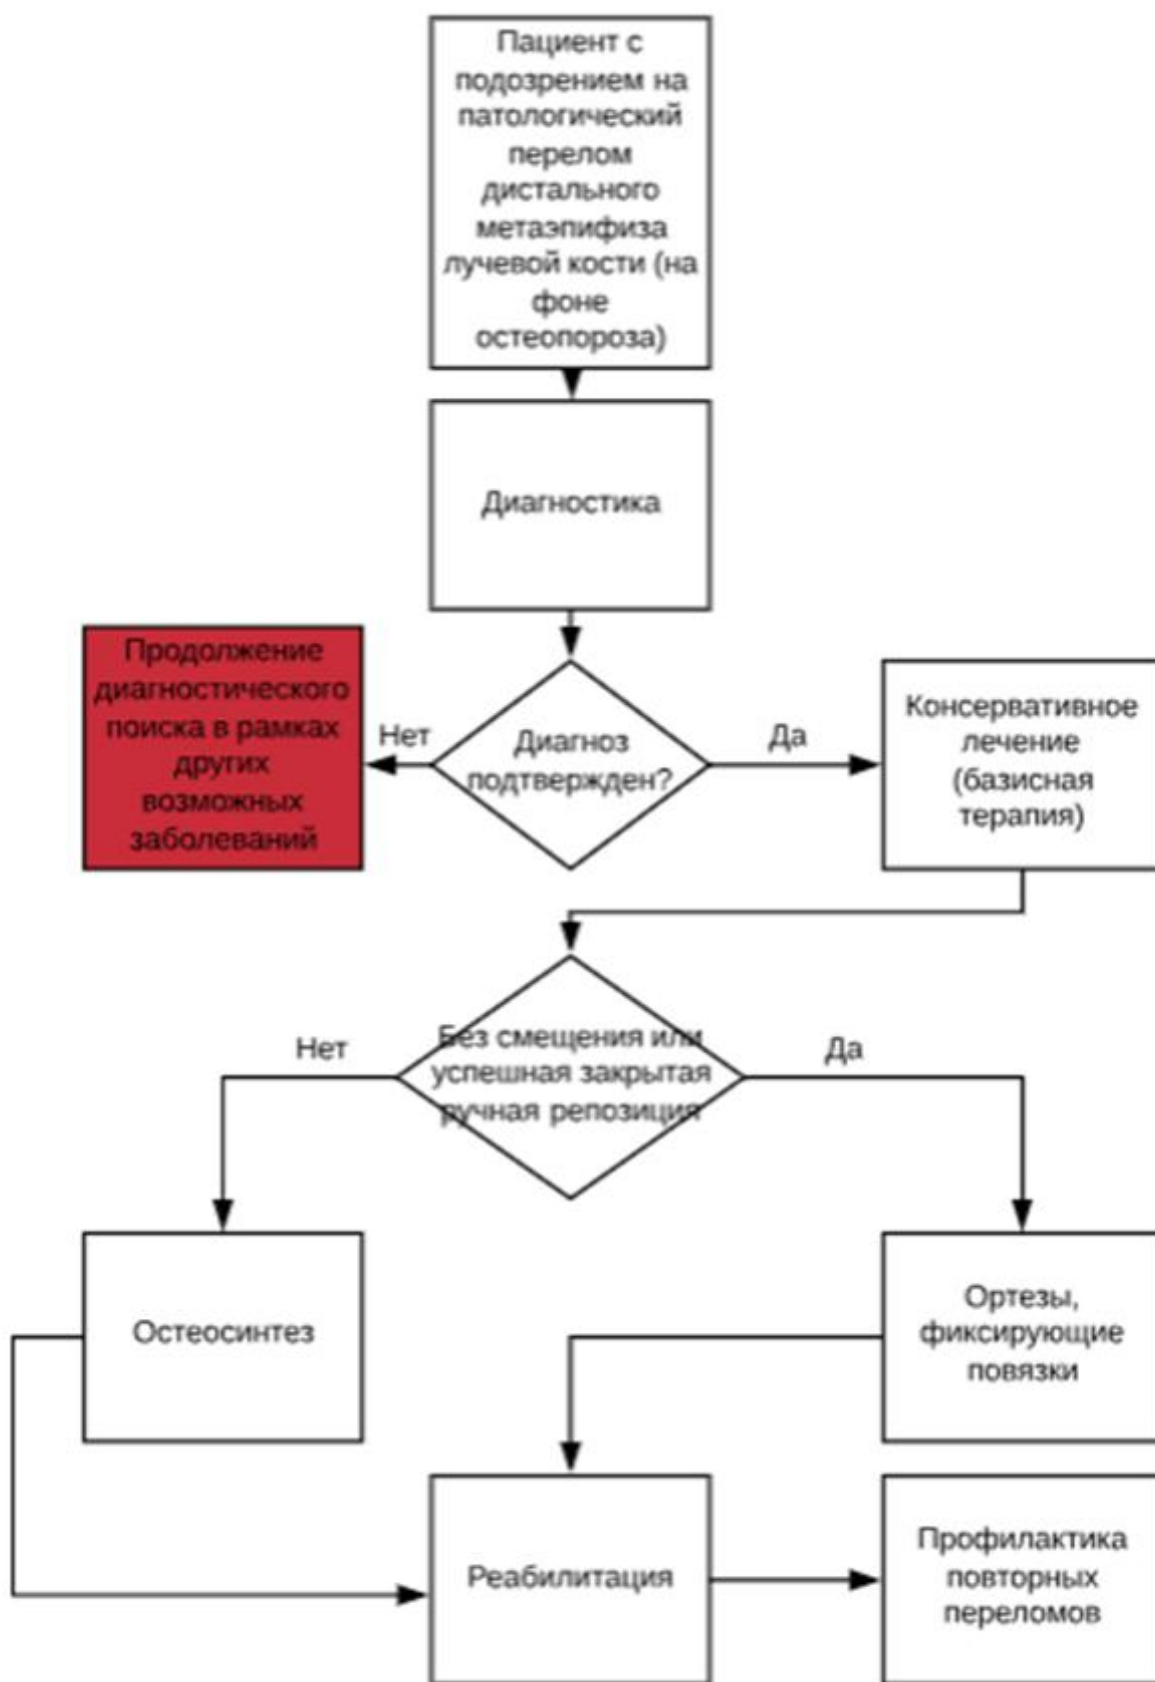 Пациент с
подозрением на
патологический
перелом
дистального
метаэпифиза
лучевой кости (на
фоне
остеопороза)
Диагностика
Продолжение
диагностического
поиска в рамках
других
возможных
заболеваний
Нет
Диагноз
подтвержден?
Да
Консервативное
лечение
(базисная
терапия)
Нет
Без смещения или
успешная закрытая
ручная репозиция
Да
Остеосинтез
Ортезы,
фиксирующие
повязки
Реабилитация
Профилактика
повторных
переломов